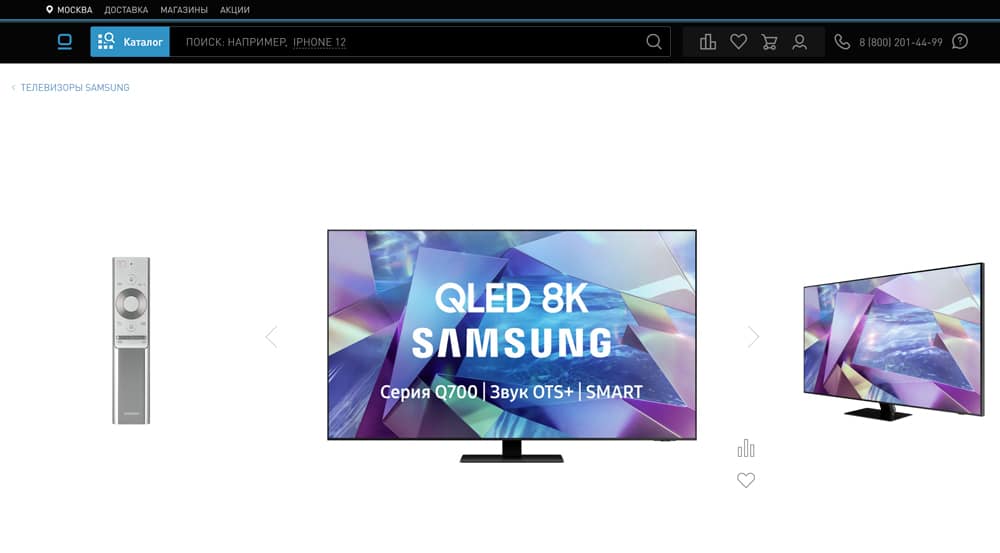 МОСКВА ДОСТАВКА МАГАЗИНЫ АКЦИИ
Каталог ПОИСК: НАПРИМЕР, IPHONE 12 8 (800) 201-44-99
‹ ТЕЛЕВИЗОРЫ SAMSUNG
QLED 8K
SAMSUNG
Серия Q700 | Звук OTS+ | SMART